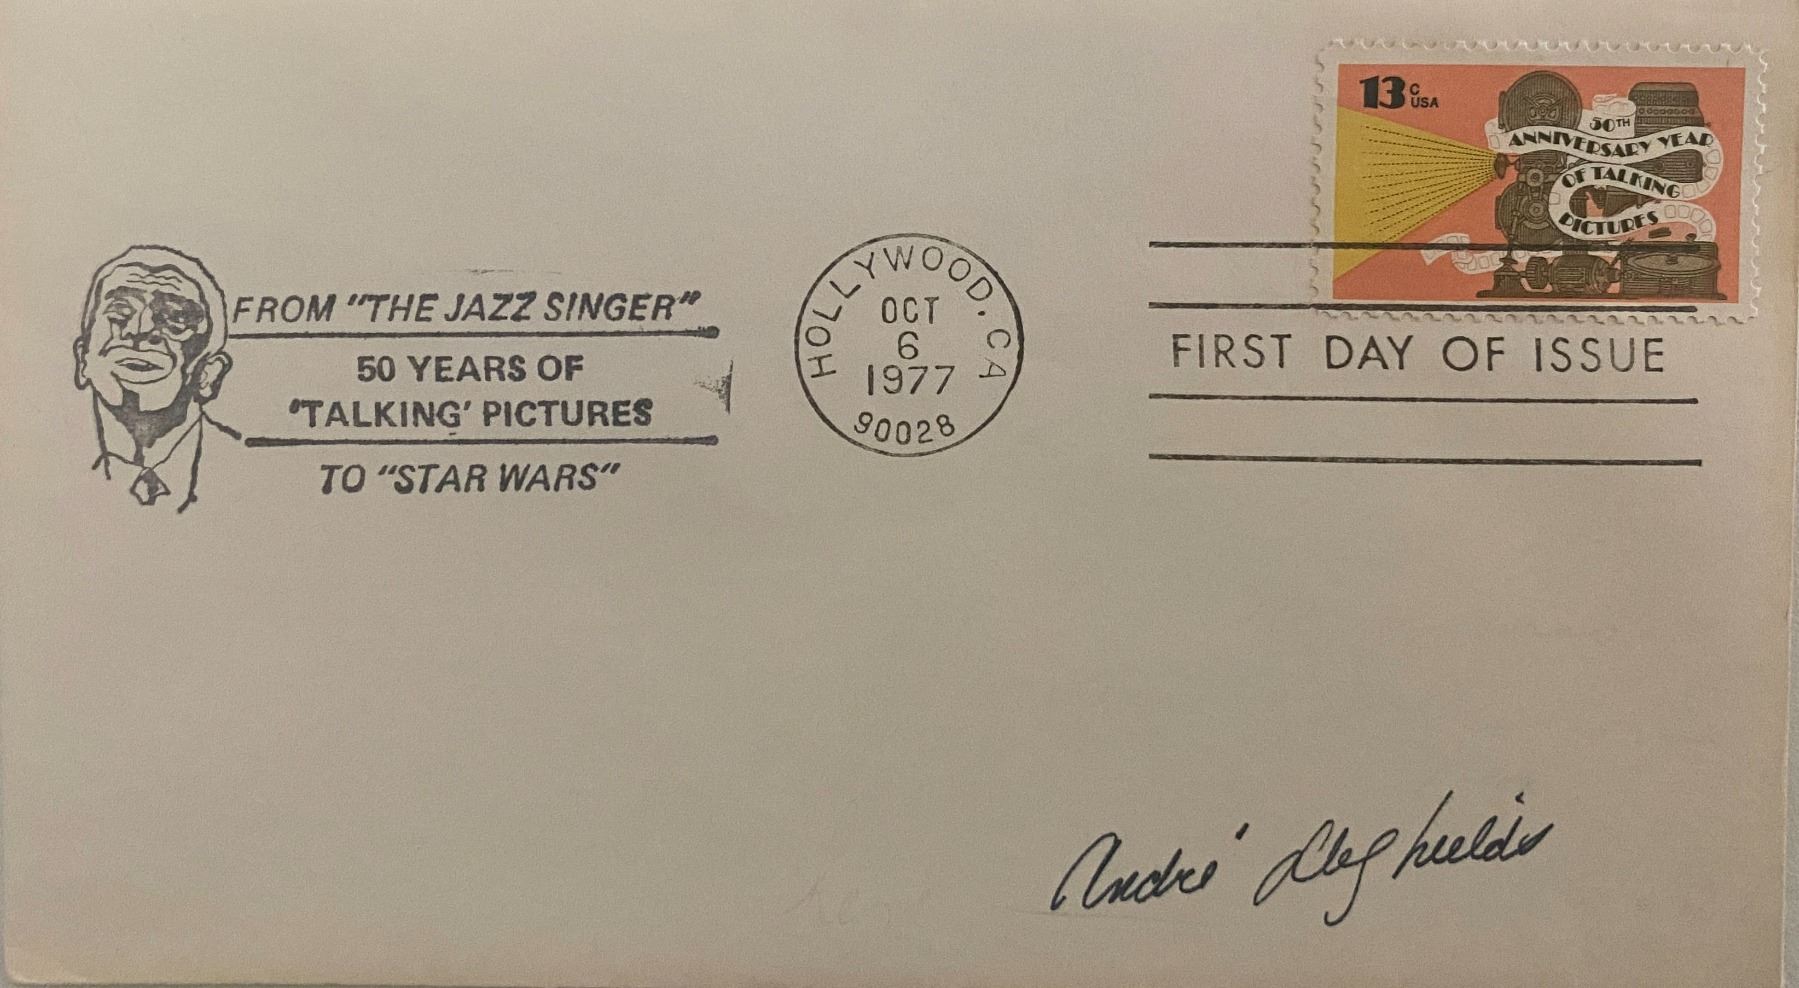 13c
USA
50TH
ANNIVERSARY YEAR
OF TALKING
PICTURES
FROM "THE JAZZ SINGER"
50 YEARS OF
'TALKING' PICTURES
TO "STAR WARS"
HOLLYWOOD, CA
OCT
6
1977
90028
FIRST DAY OF ISSUE
André